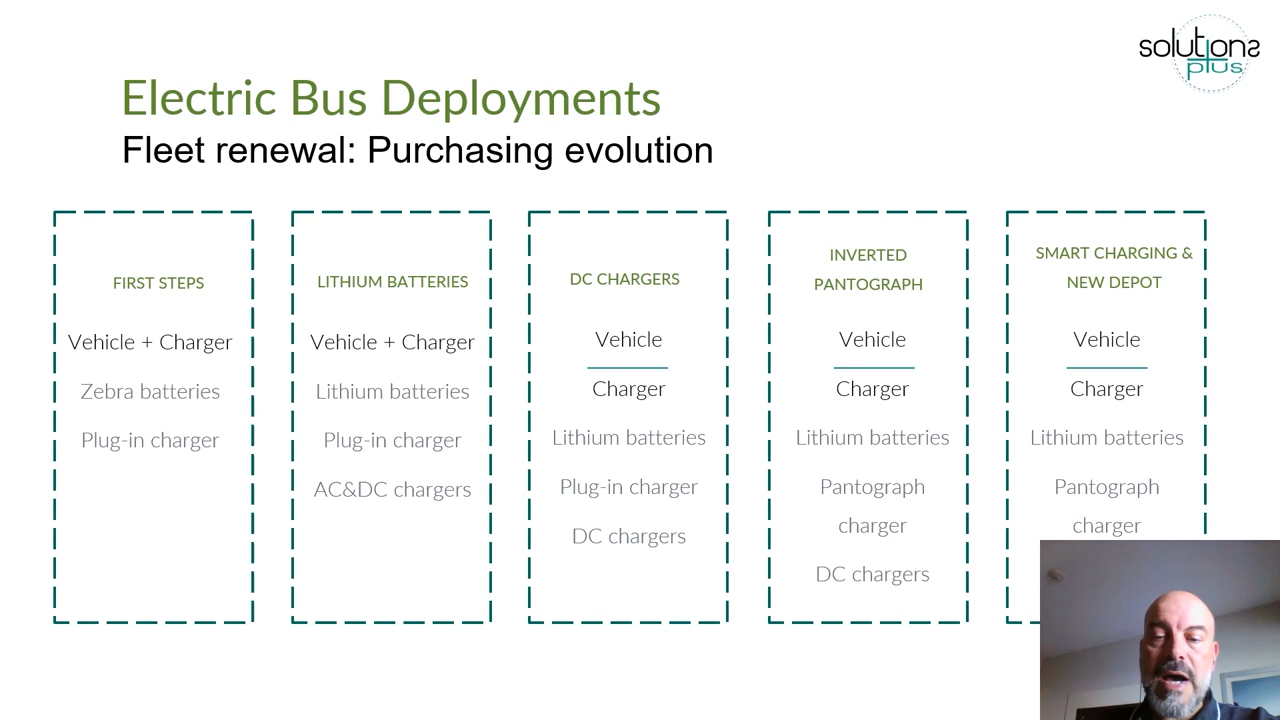 solutions
plus
Electric Bus Deployments
Fleet renewal: Purchasing evolution
FIRST STEPS
Vehicle + Charger
Zebra batteries
Plug-in charger
LITHIUM BATTERIES
Vehicle + Charger
Lithium batteries
Plug-in charger
AC&DC chargers
DC CHARGERS
Vehicle
Charger
Lithium batteries
Plug-in charger
DC chargers
INVERTED
PANTOGRAPH
Vehicle
Charger
Lithium batteries
Pantograph
charger
DC chargers
SMART CHARGING &
NEW DEPOT
Vehicle
Charger
Lithium batteries
Pantograph
charger